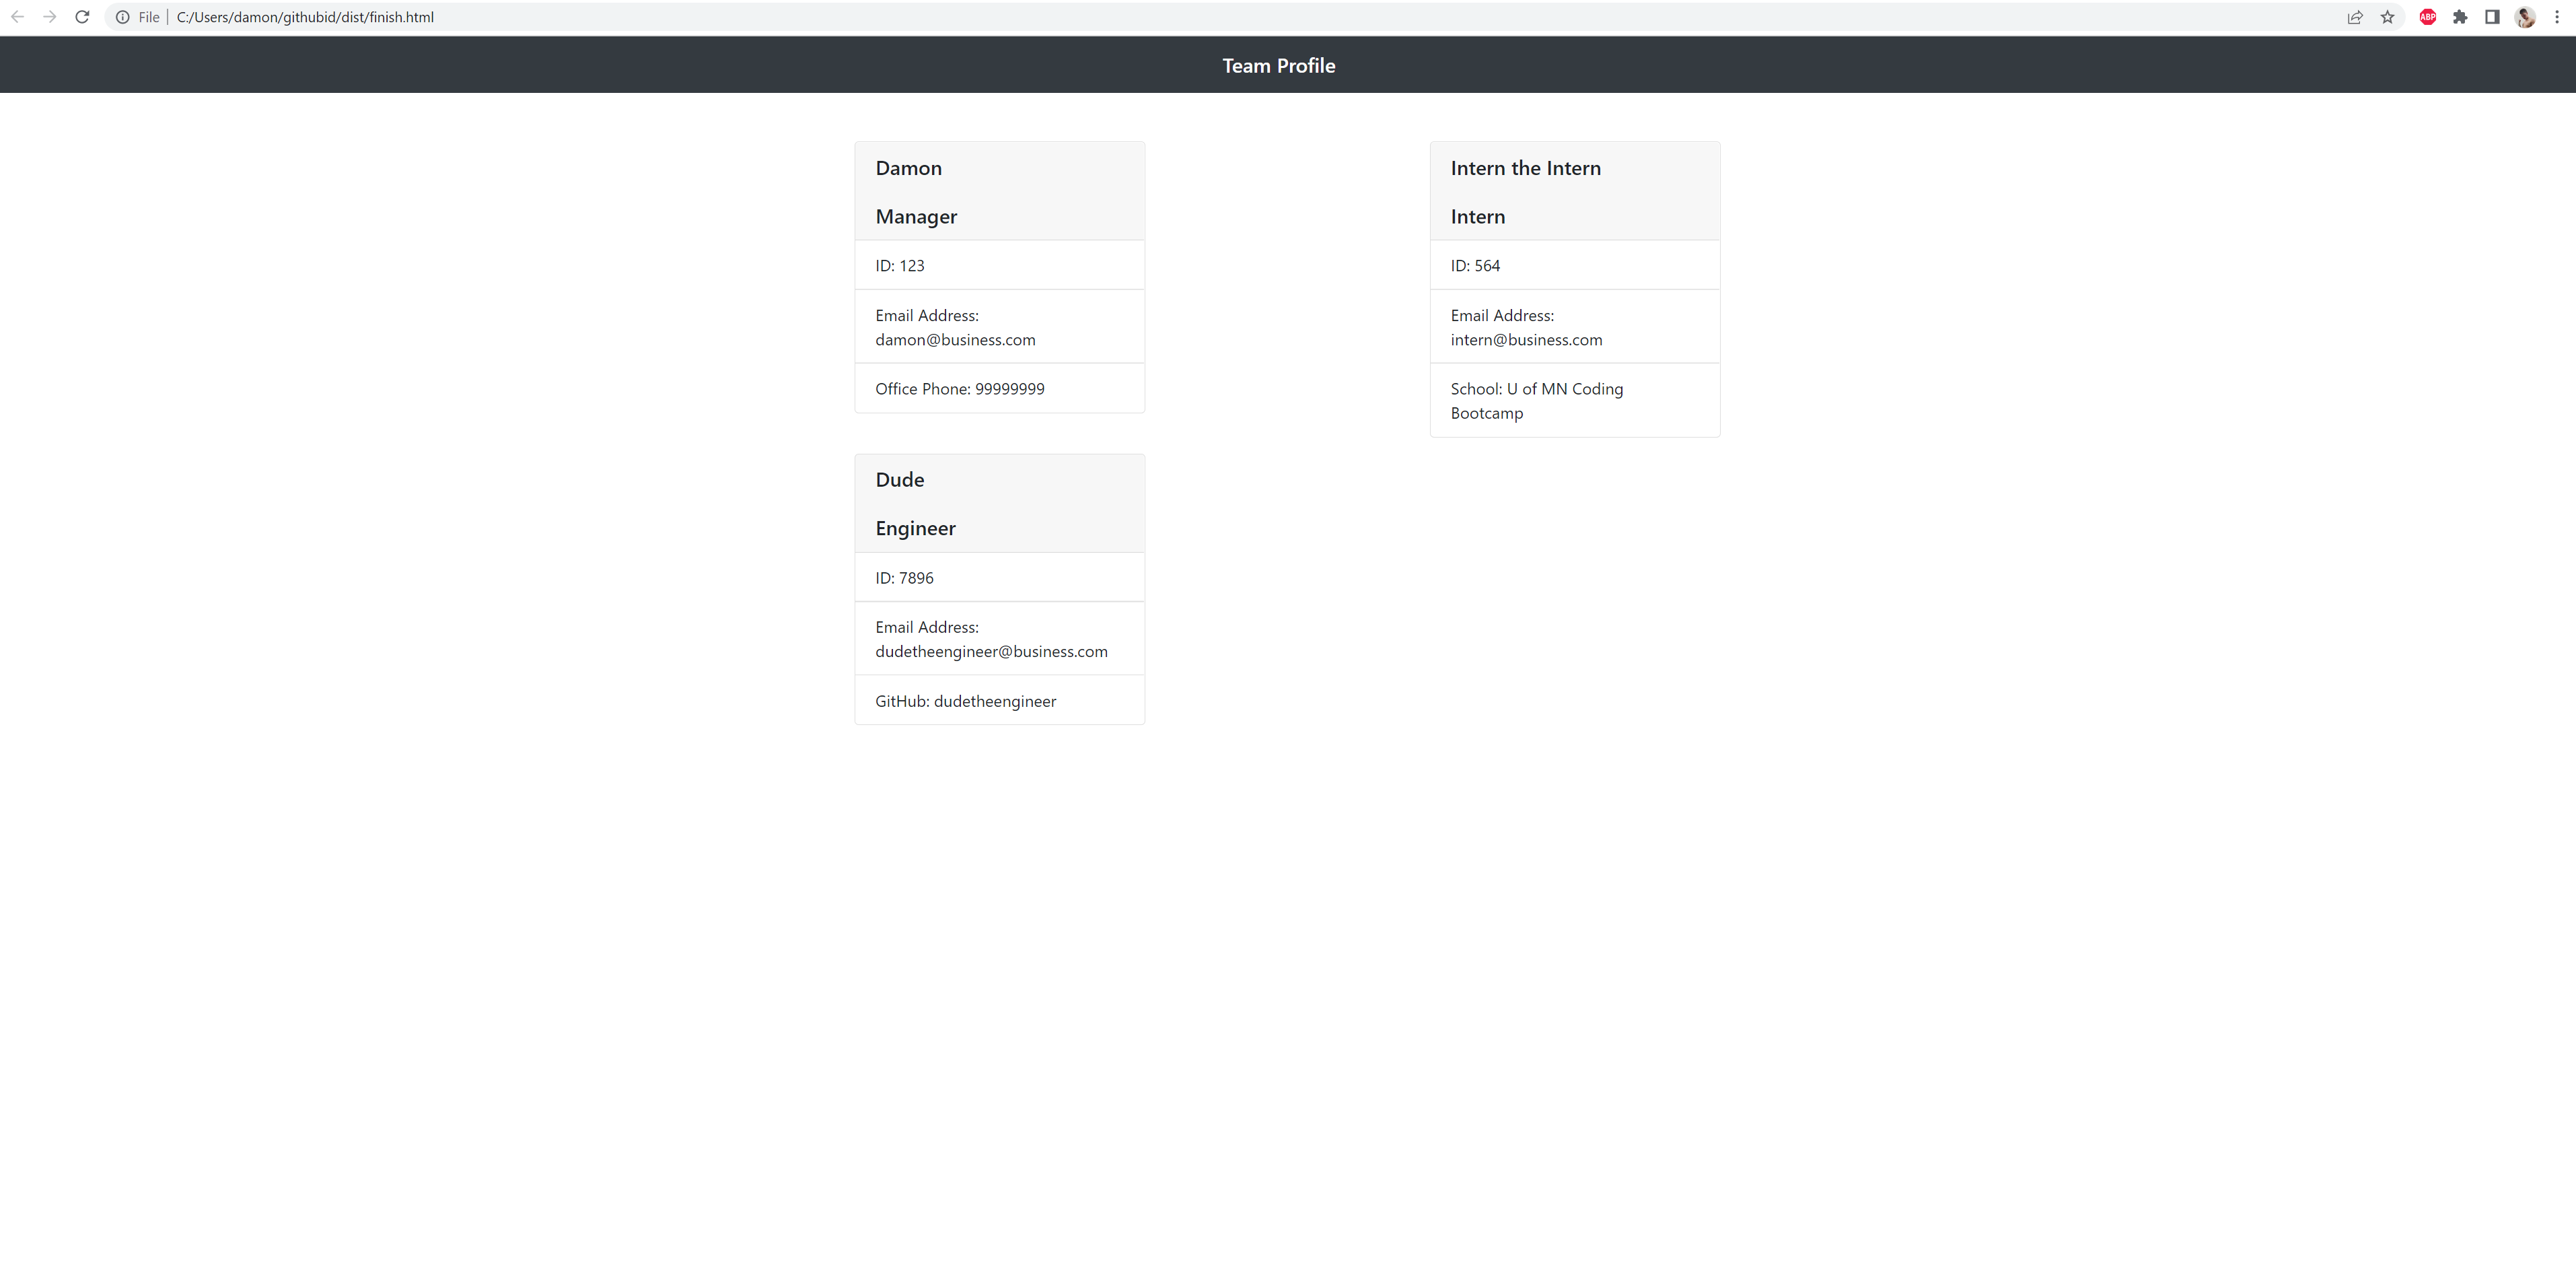 File
C:/Users/damon/githubid/dist/finish.html
ABP
Team Profile
Damon
Manager
ID: 123
Email Address:
damon@business.com
Office Phone: 99999999
Intern the Intern
Intern
ID: 564
Email Address:
intern@business.com
School: U of MN Coding
Bootcamp
Dude
Engineer
ID: 7896
Email Address:
dudetheengineer@business.com
GitHub: dudetheengineer